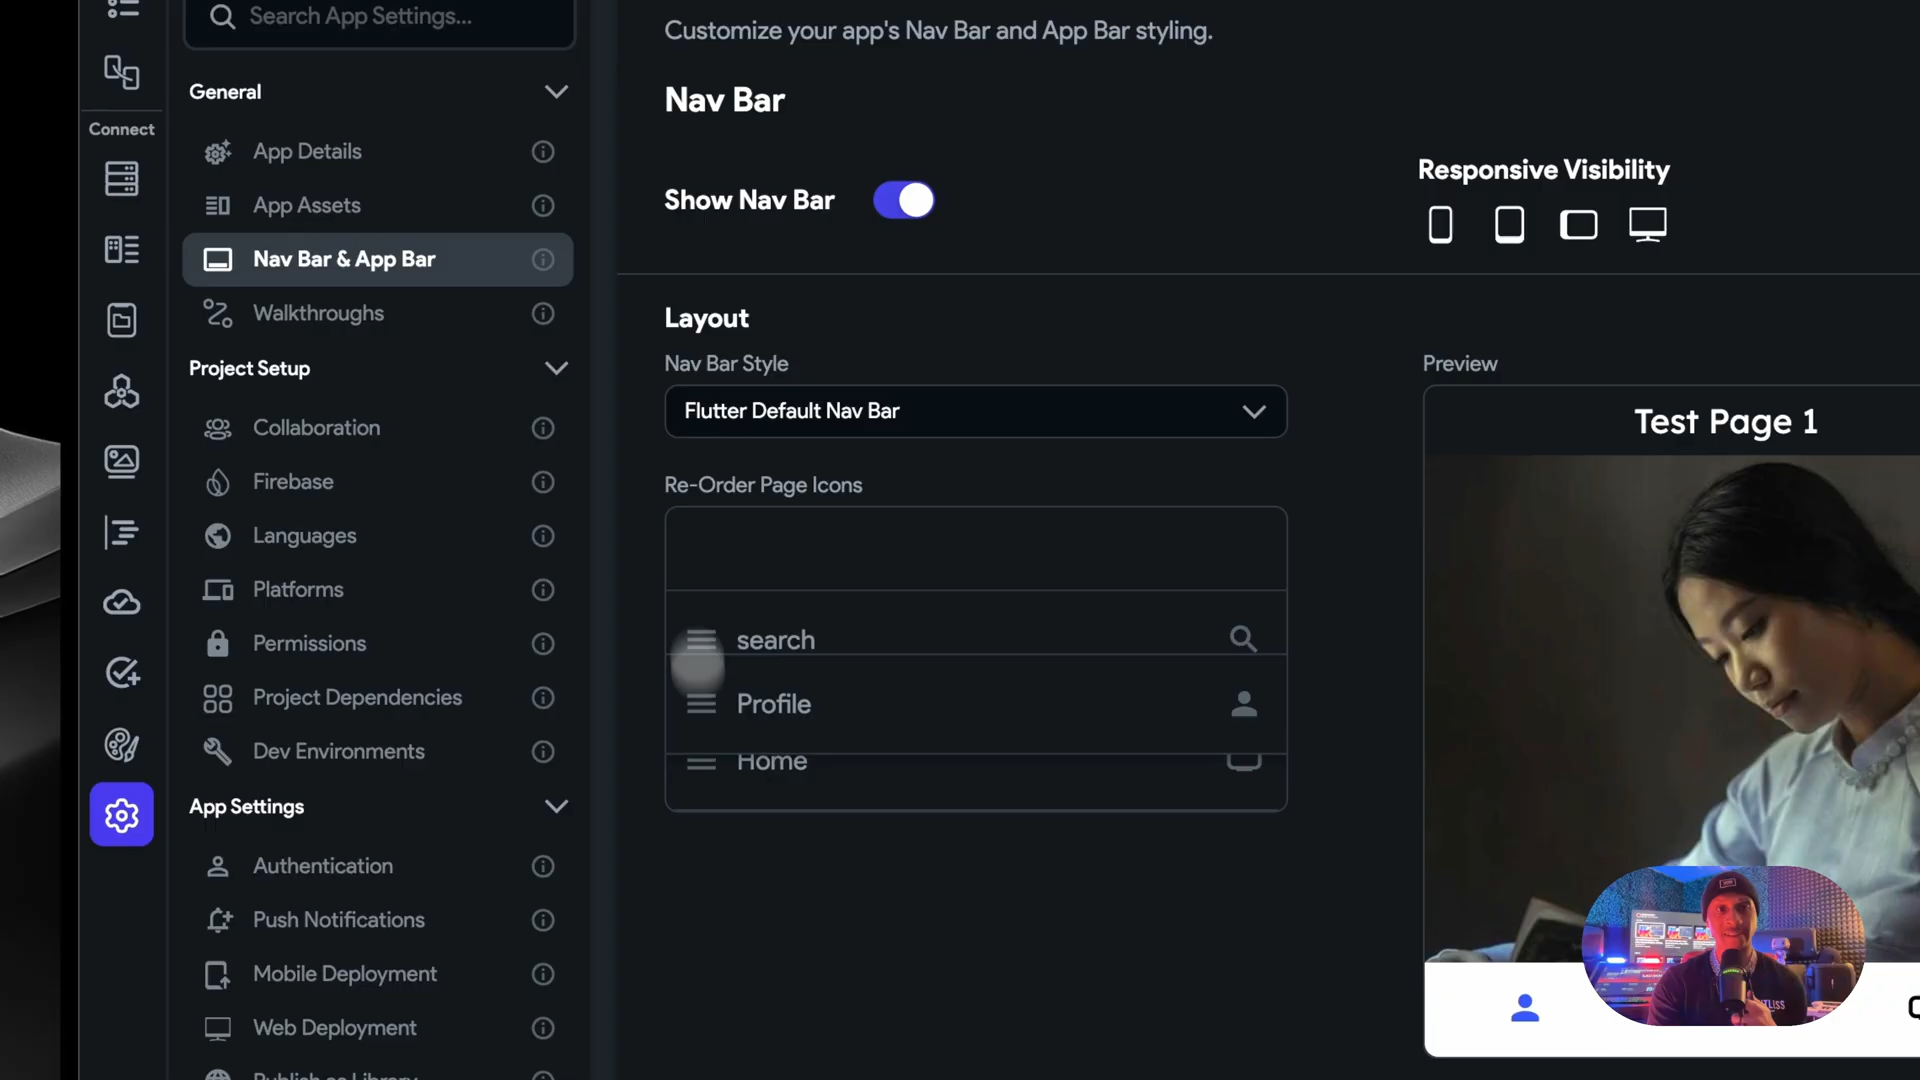 Search App Settings...
General
App Details
App Assets
Nav Bar & App Bar
Walkthroughs
Project Setup
Collaboration
Firebase
Languages
Platforms
Permissions
Project Dependencies
Dev Environments
App Settings
Authentication
Push Notifications
Mobile Deployment
Web Deployment
Publish as Library
Connect
Customize your app's Nav Bar and App Bar styling.
Nav Bar
Show Nav Bar
Responsive Visibility
Layout
Nav Bar Style
Flutter Default Nav Bar
Re-Order Page Icons
search
Profile
Home
Preview
Test Page 1